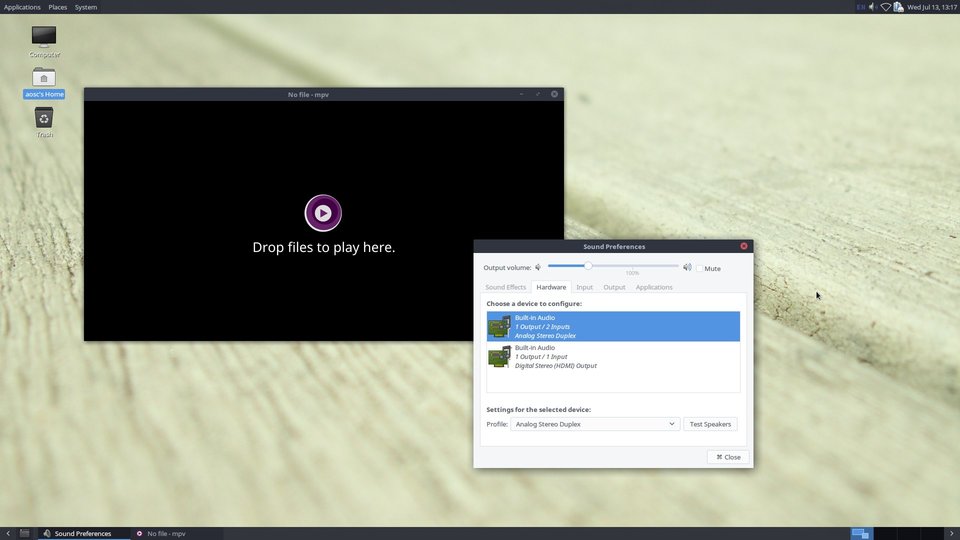 Applications Places System
EN
Wed Jul 13, 13:17
Computer
aosc's Home
Trash
No file - mpv
Drop files to play here.
Sound Preferences
Output volume:
100%
Mute
Sound Effects Hardware Input Output Applications
Choose a device to configure:
Built-in Audio
1 Output / 2 Inputs
Analog Stereo Duplex
Built-in Audio
1 Output / 1 Input
Digital Stereo (HDMI) Output
Settings for the selected device:
Profile: Analog Stereo Duplex Test Speakers
Close
Sound Preferences
No file - mpv